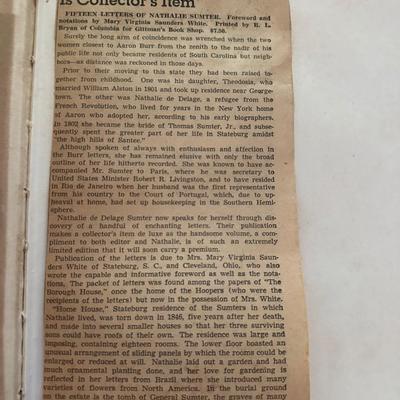 Is Collector's Item
FIFTEEN LETTERS OF NATHALIE SUMTER. Foreword and
notations by Mary Virginia Saunders White. Printed by R. L.
Bryan of Columbia for Gittman's Book Shop. $7.50.
Surely the long arm of coincidence was wrenched when the two
women closest to Aaron Burr from the zenith to the nadir of his
public life not only became residents of South Carolina but neigh-
bors—as distance was reckoned in those days.
Prior to their moving to this state they had been raised to-
gether from childhood. One was his daughter, Theodosia, who
married William Alston in 1801 and took up residence near George-
town. The other was Nathalie de Delage, a refugee from the
French Revolution, who lived for years in the New York home
of Aaron who adopted her, according to his early biographers.
In 1802 she became the bride of Thomas Sumter, Jr., and subse-
quently spent the greater part of her life in Stateburg amidst
"the high hills of Santee."
Although spoken of always with enthusiasm and affection in
the Burr letters, she has remained elusive with only the broad
outline of her life hitherto recorded. She was known to have ac-
companied Mr. Sumter to Paris, where he was secretary to
United States Minister Robert R. Livingston, and to have resided
in Rio de Janeiro when her husband was the first representative
from his country to the Court of Portugal, which, due to up-
heaval at home, had set up housekeeping in the Southern Hemi-
sphere.
Nathalie de Delage Sumter now speaks for herself through dis-
covery of a handful of enchanting letters. Their publication
makes a collector's item de luxe as the handsome volume, a com-
pliment to both editor and Nathalie, is of such an extremely
limited edition that it will soon carry a premium.
Publication of the letters is due to Mrs. Mary Virginia Saun-
ders White of Stateburg, S. C., and Cleveland, Ohio, who also
wrote the capable and informative foreword as well as the nota-
tions. The packet of letters was found among the papers of "The
Borough House," once the home of the Hoopers (who were the
recipients of the letters) but now in the possession of Mrs. White.
"Home House," Stateburg residence of the Sumters in which
Nathalie lived, was torn down in 1846, five years after her death,
and made into several smaller houses so that her three surviving
sons could have roofs of their own. The residence was large and
imposing, containing eighteen rooms. The lower floor boasted an
unusual arrangement of sliding panels by which the rooms could be
enlarged or reduced at will. Nathalie laid out a garden and had
much ornamental planting done, and her love for gardening is
reflected in her letters from Brazil where she introduced many
varieties of flowers from North America. In the burial ground
on the estate is the tomb of General Sumter, the graves of many